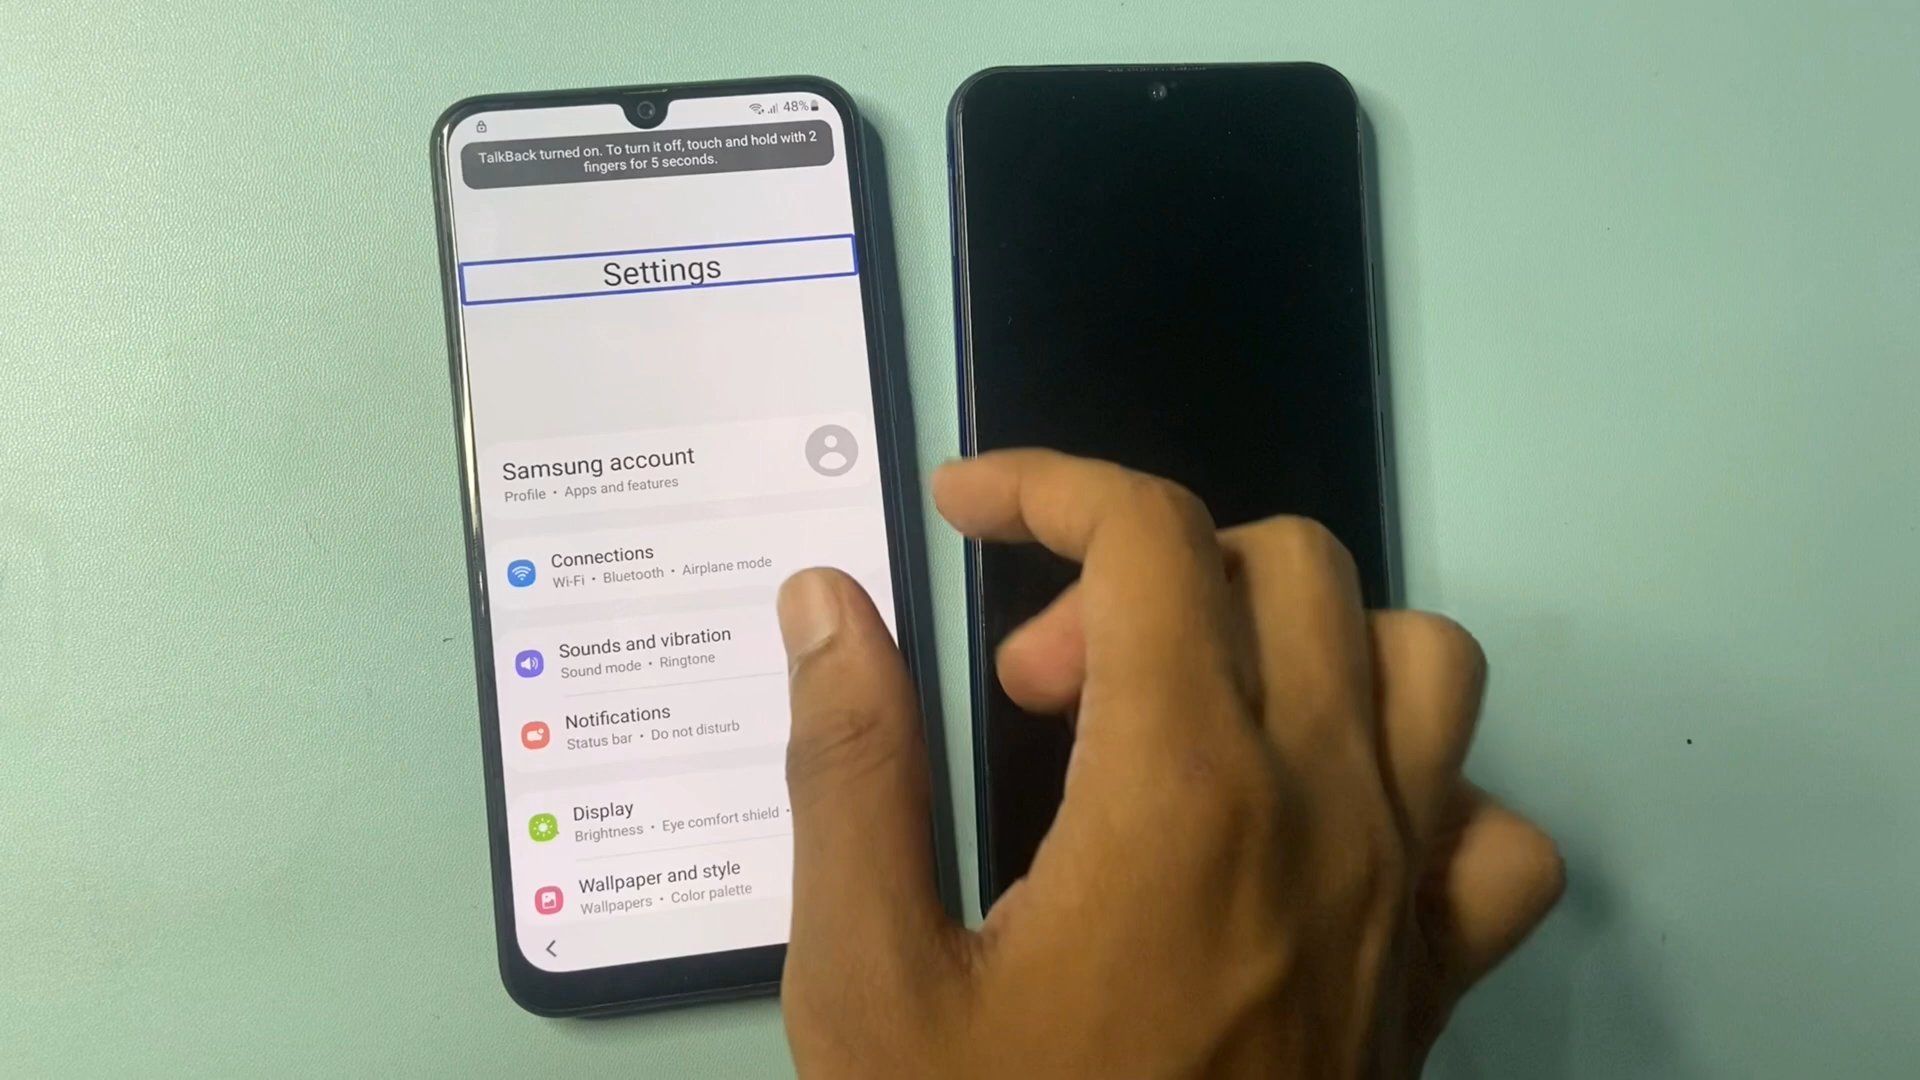 48%
TalkBack turned on. To turn it off, touch and hold with 2
fingers for 5 seconds.
Settings
Samsung account
Profile • Apps and features
Connections
Wi-Fi • Bluetooth • Airplane mode
Sounds and vibration
Sound mode • Ringtone
Notifications
Status bar • Do not disturb
Display
Brightness • Eye comfort shield •
Wallpaper and style
Wallpapers • Color palette